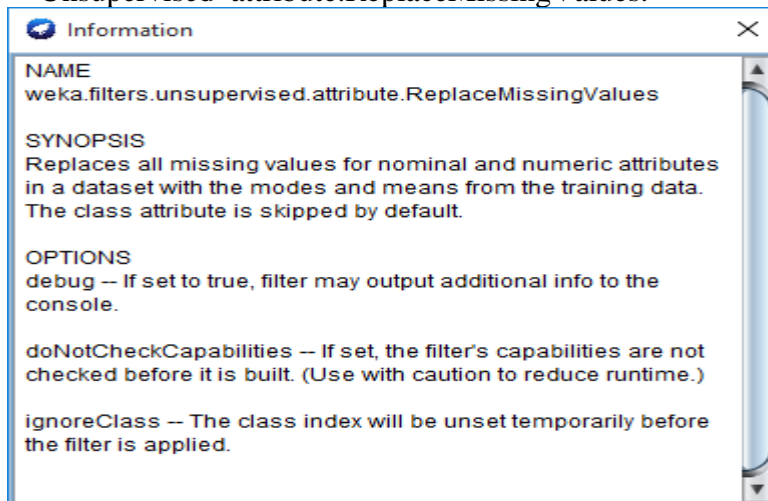 Unsupervised-attribute.ReplaceMissingValues.
Information
NAME
weka.filters.unsupervised.attribute.ReplaceMissingValues
SYNOPSIS
Replaces all missing values for nominal and numeric attributes
in a dataset with the modes and means from the training data.
The class attribute is skipped by default.
OPTIONS
debug -- If set to true, filter may output additional info to the
console.
doNotCheckCapabilities -- If set, the filter's capabilities are not
checked before it is built. (Use with caution to reduce runtime.)
ignoreClass -- The class index will be unset temporarily before
the filter is applied.